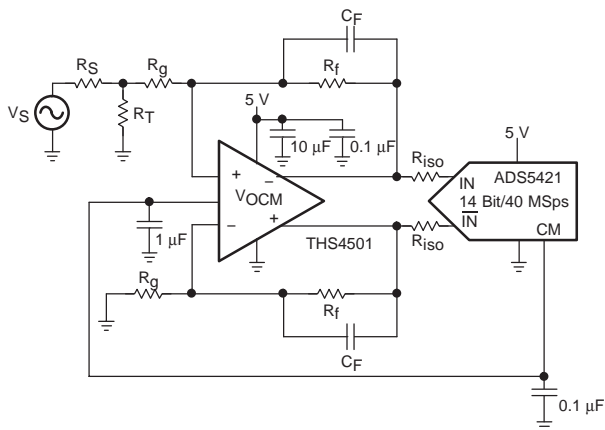 CF
RS
Rg
Rf
VS
RT
5 V
10 μF
0.1 μF
Riso
5 V
ADS5421
14 Bit/40 MSps
IN
IN
CM
+
−
VOCM
−
+
1 μF
THS4501
Riso
Rg
Rf
CF
0.1 μF